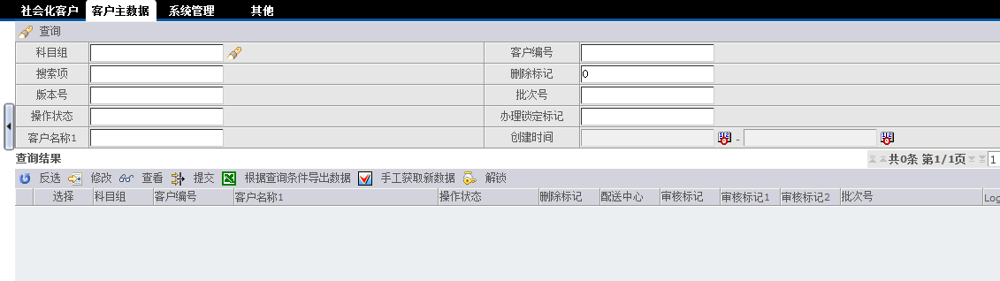 社会化客户 客户主数据 系统管理 其他
查询
科目组 客户编号
搜索项 删除标记 0
版本号 批次号
操作状态 办理锁定标记
客户名称1 创建时间 -
查询结果 共0条 第1/1页 1
反选 修改 查看 提交 根据查询条件导出数据 手工获取新数据 解锁
选择 科目组 客户编号 客户名称1 操作状态 删除标记 配送中心 审核标记 审核标记1 审核标记2 批次号 Log